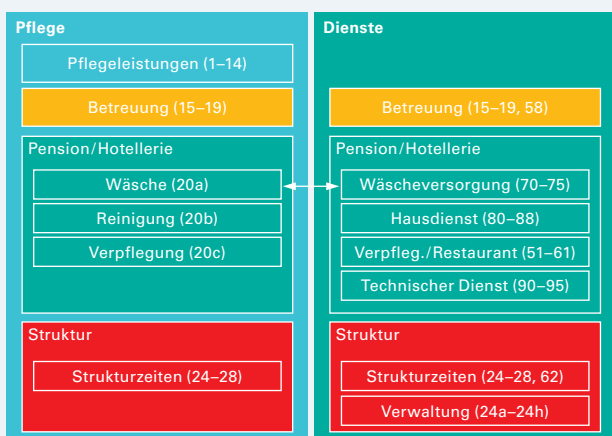 Pflege
Pflegeleistungen (1–14)
Betreuung (15–19)
Pension/Hotellerie
Wäsche (20a)
Reinigung (20b)
Verpflegung (20c)
Struktur
Strukturzeiten (24–28)
Dienste
Betreuung (15–19, 58)
Pension/Hotellerie
Wäscheversorgung (70–75)
Hausdienst (80–88)
Verpfleg./Restaurant (51–61)
Technischer Dienst (90–95)
Struktur
Strukturzeiten (24–28, 62)
Verwaltung (24a–24h)